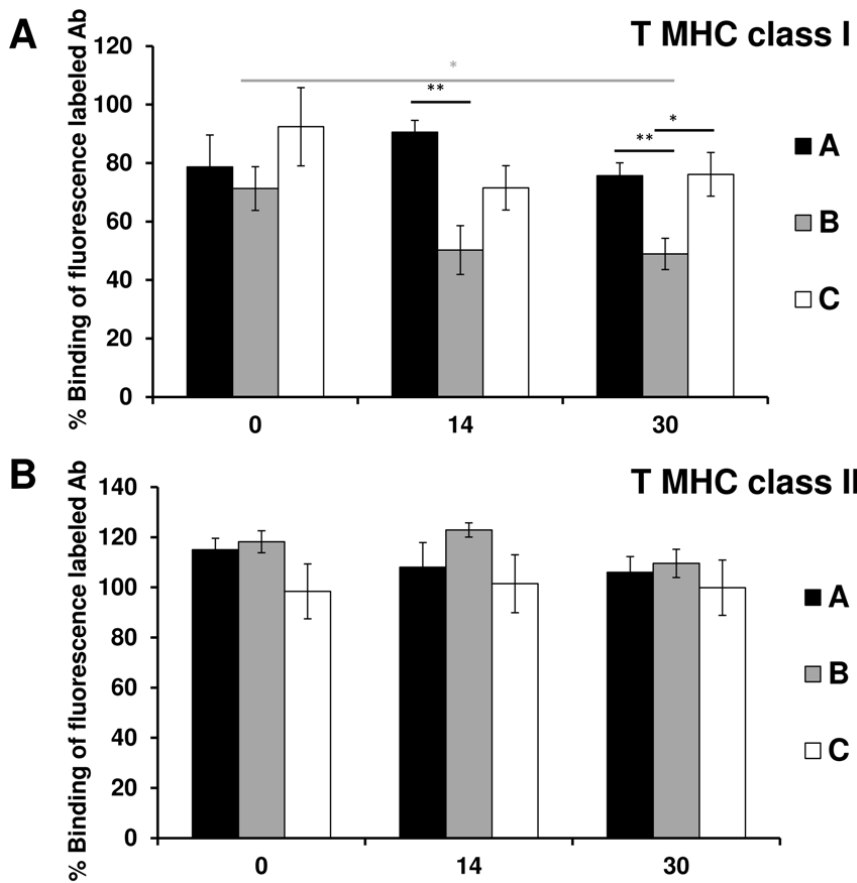 A
T MHC class I
% Binding of fluorescence labeled Ab
120
100
80
60
40
20
0
*
**
**
*
0
14
30
A
B
C
B
T MHC class II
% Binding of fluorescence labeled Ab
140
120
100
80
60
40
20
0
0
14
30
A
B
C